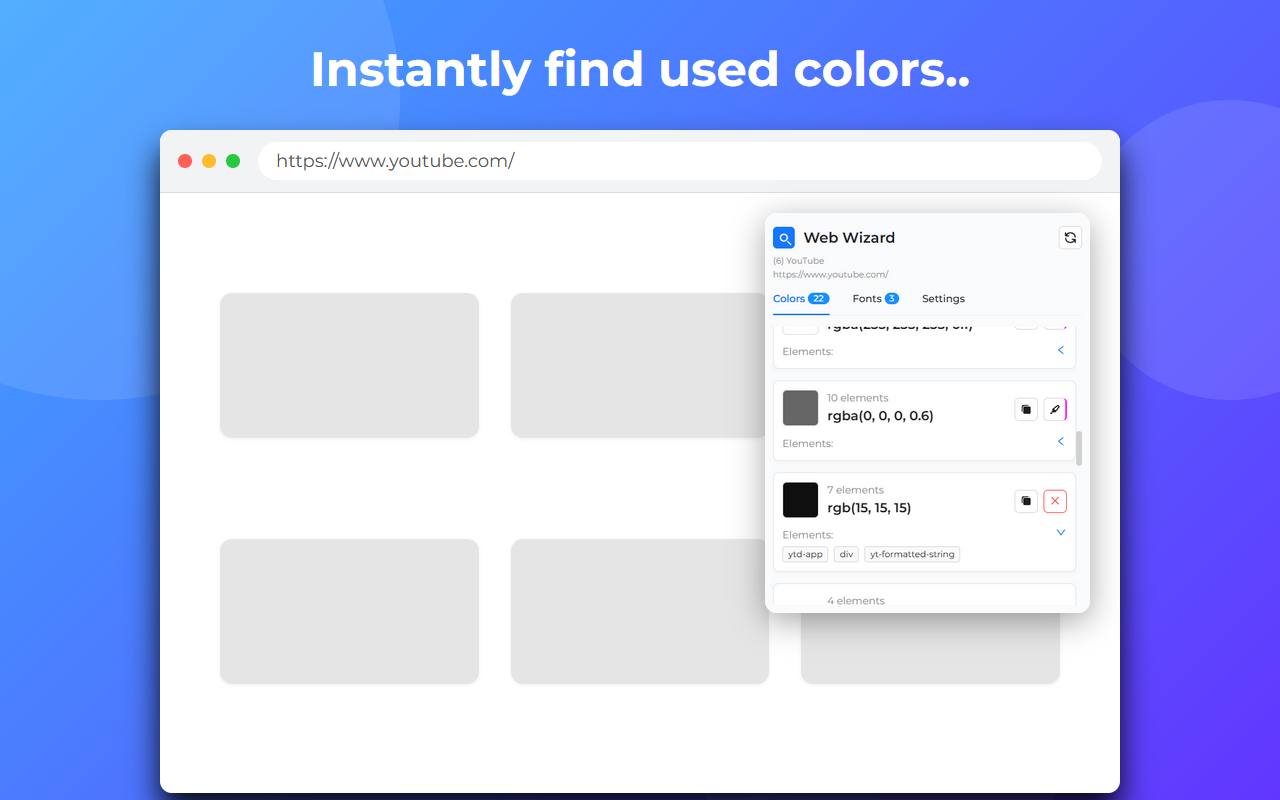 Instantly find used colors..
https://www.youtube.com/
Web Wizard
(6) YouTube
https://www.youtube.com/
Colors 22 Fonts 3 Settings
Elements:
10 elements
rgba(0, 0, 0, 0.6)
Elements:
7 elements
rgb(15, 15, 15)
Elements:
ytd-app div yt-formatted-string
4 elements